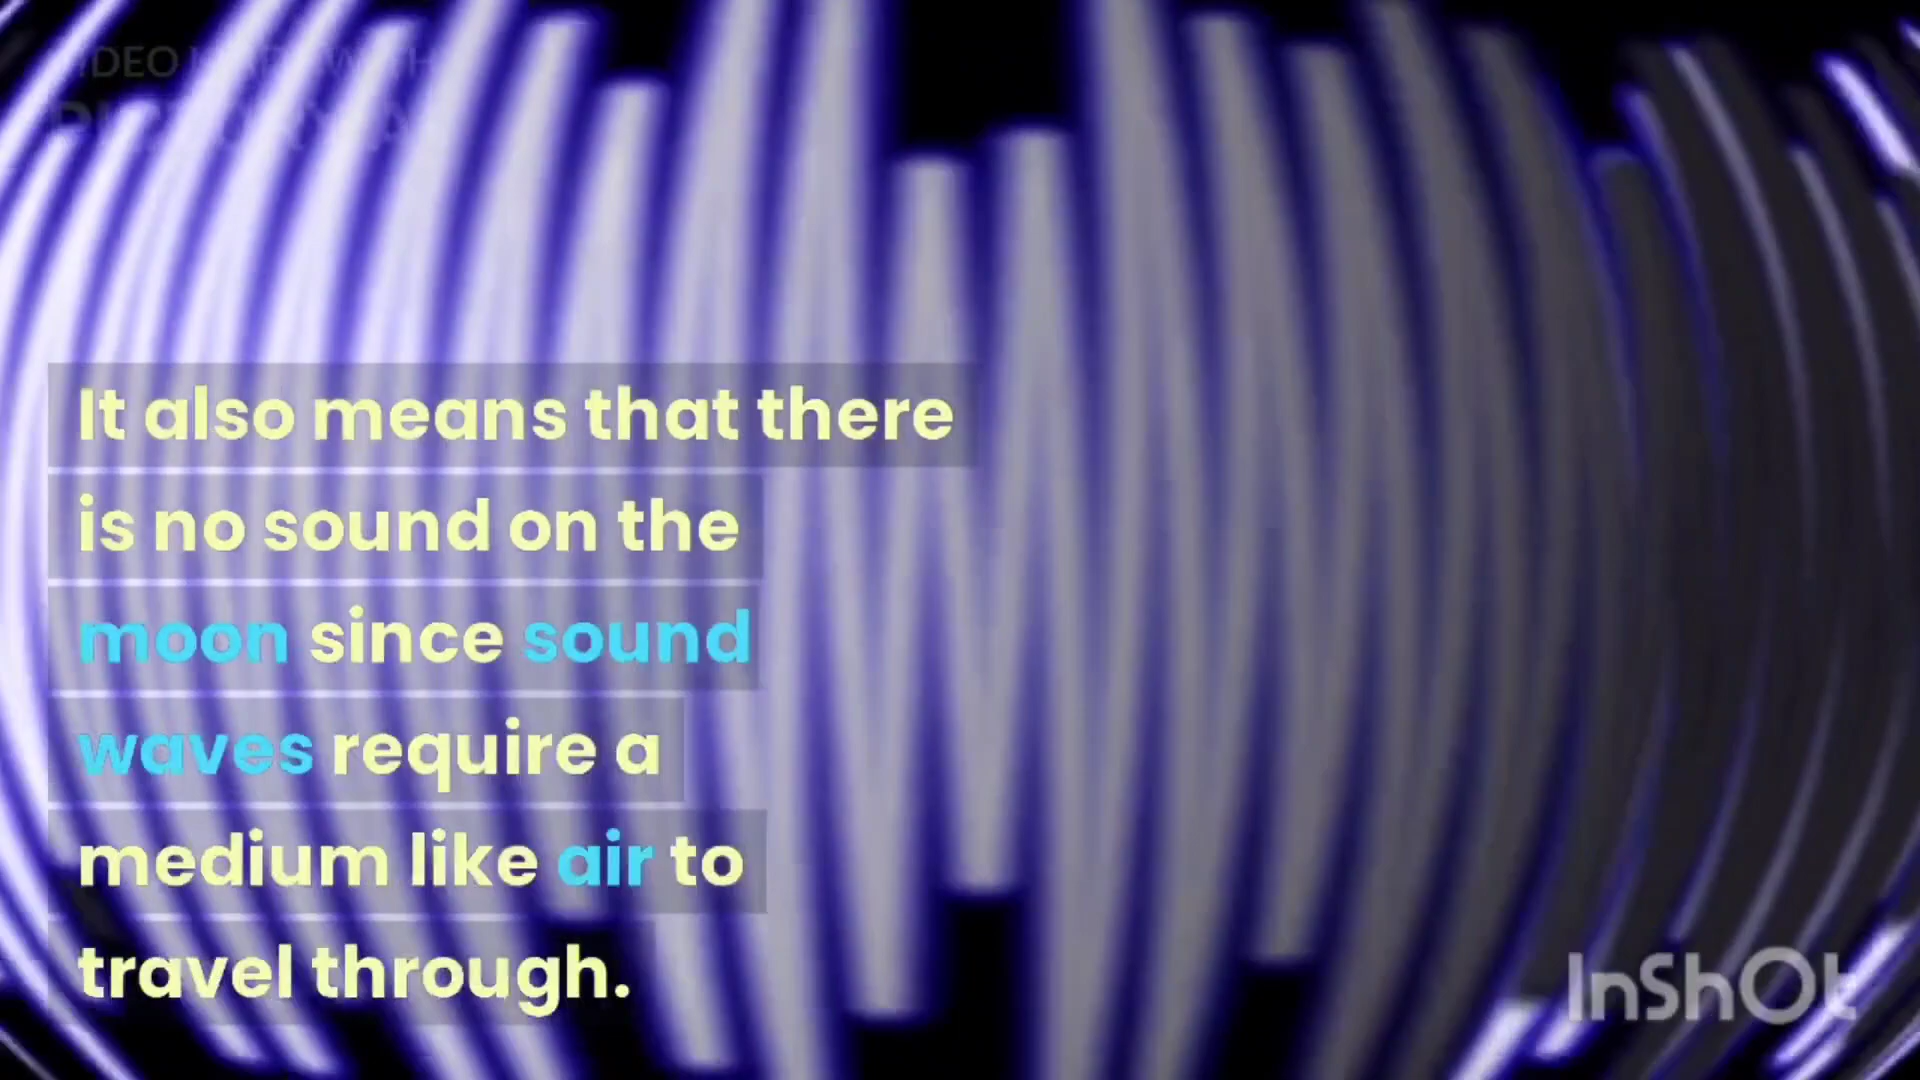 It also means that there
is no sound on the
moon since sound
waves require a
medium like air to
travel through.
InShOt